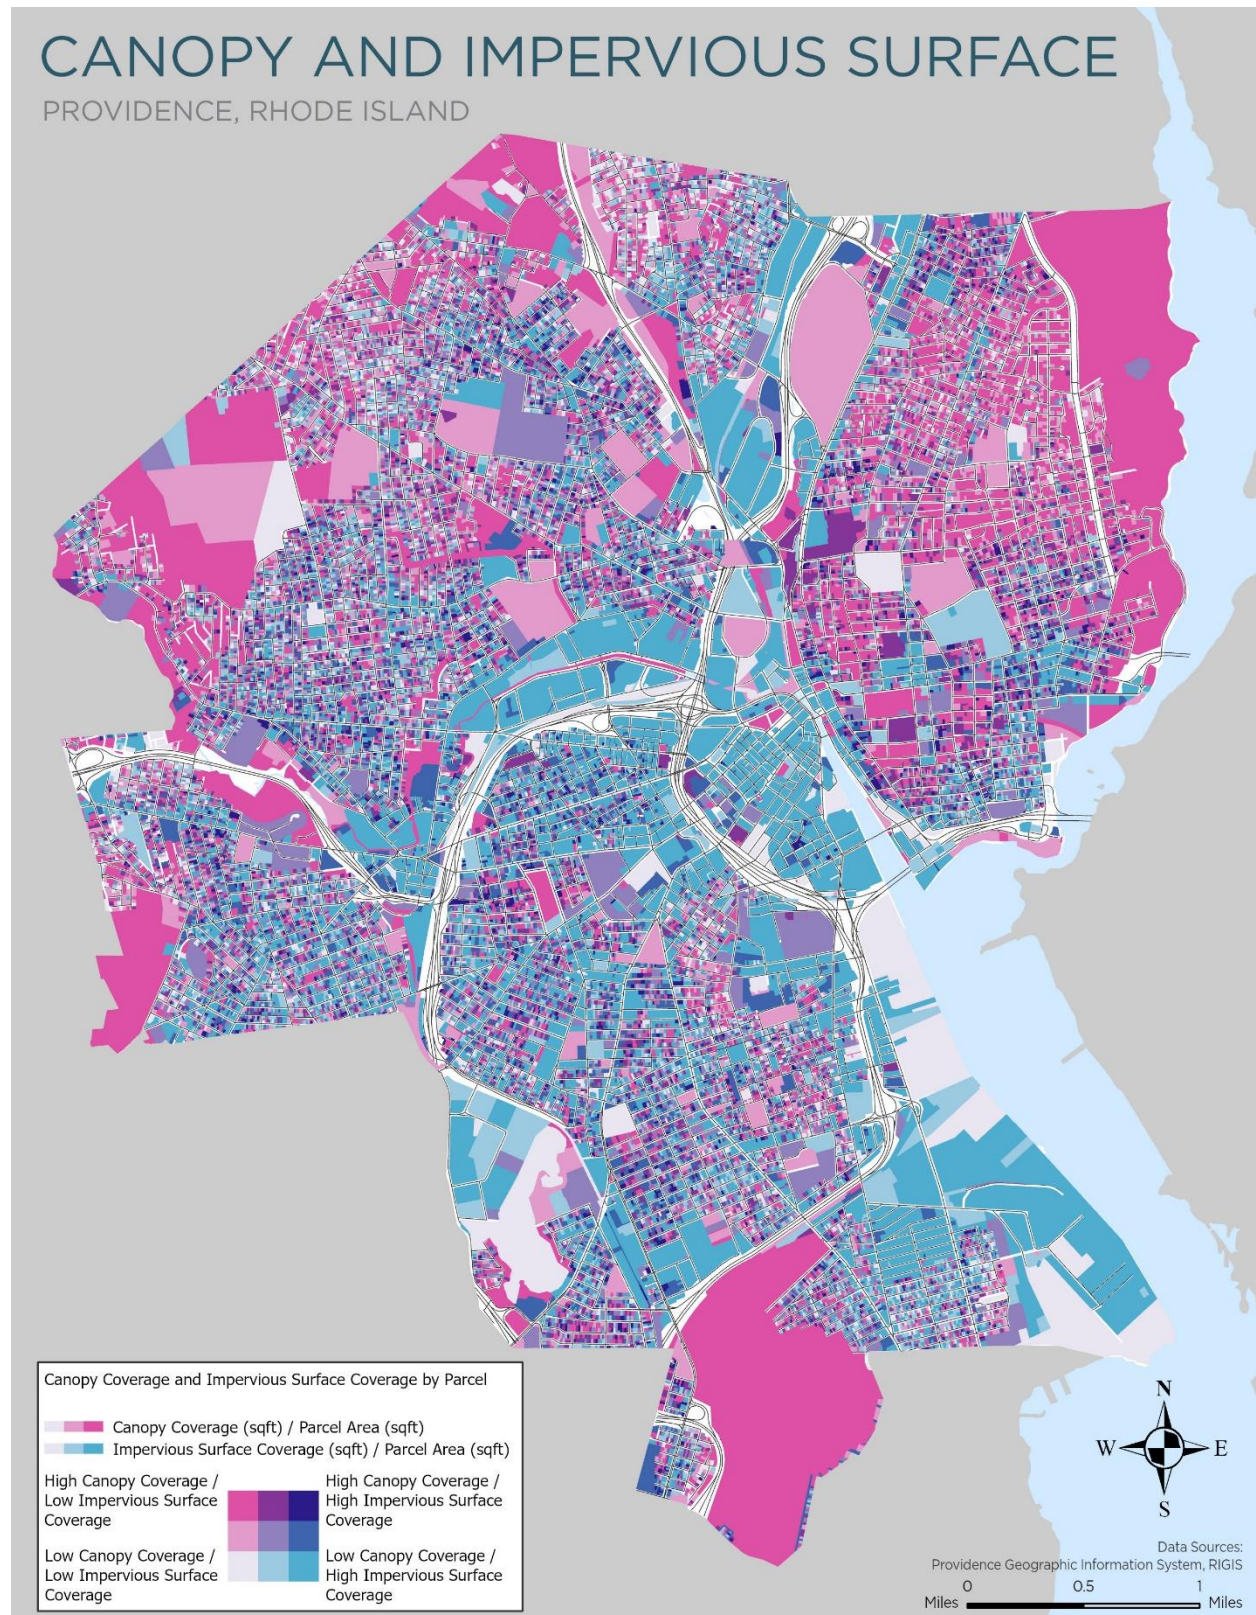 CANOPY AND IMPERVIOUS SURFACE
PROVIDENCE, RHODE ISLAND
Canopy Coverage and Impervious Surface Coverage by Parcel
Canopy Coverage (sqft) / Parcel Area (sqft)
Impervious Surface Coverage (sqft) / Parcel Area (sqft)
High Canopy Coverage /
Low Impervious Surface
Coverage
High Canopy Coverage /
High Impervious Surface
Coverage
Low Canopy Coverage /
Low Impervious Surface
Coverage
Low Canopy Coverage /
High Impervious Surface
Coverage
N
W E
S
Data Sources:
Providence Geographic Information System, RIGIS
0 0.5 1
Miles Miles